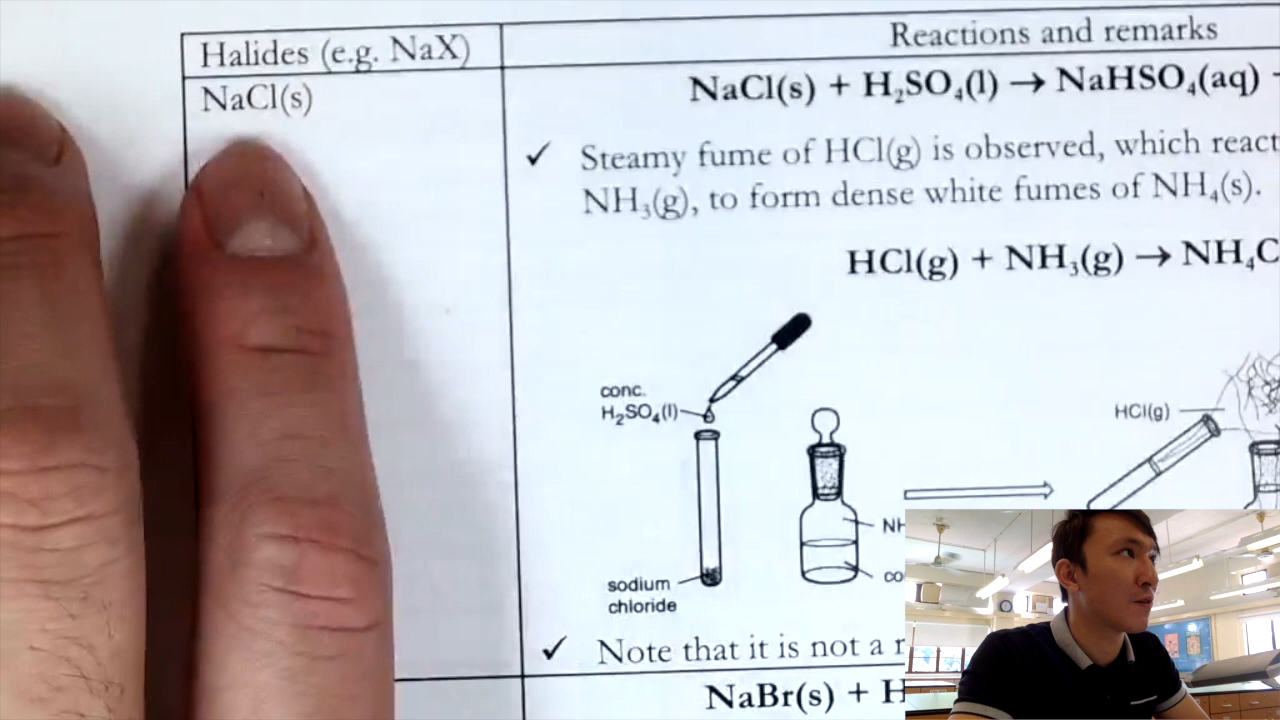 Halides (e.g. NaX)
Reactions and remarks
NaCl(s)
NaCl(s) + H₂SO₄(l) → NaHSO₄(aq)
✓ Steamy fume of HCl(g) is observed, which react
NH₃(g), to form dense white fumes of NH₄(s).
HCl(g) + NH₃(g) → NH₄C
conc.
H₂SO₄(l)
HCl(g)
NH
co
sodium
chloride
✓ Note that it is not a r
NaBr(s) + H